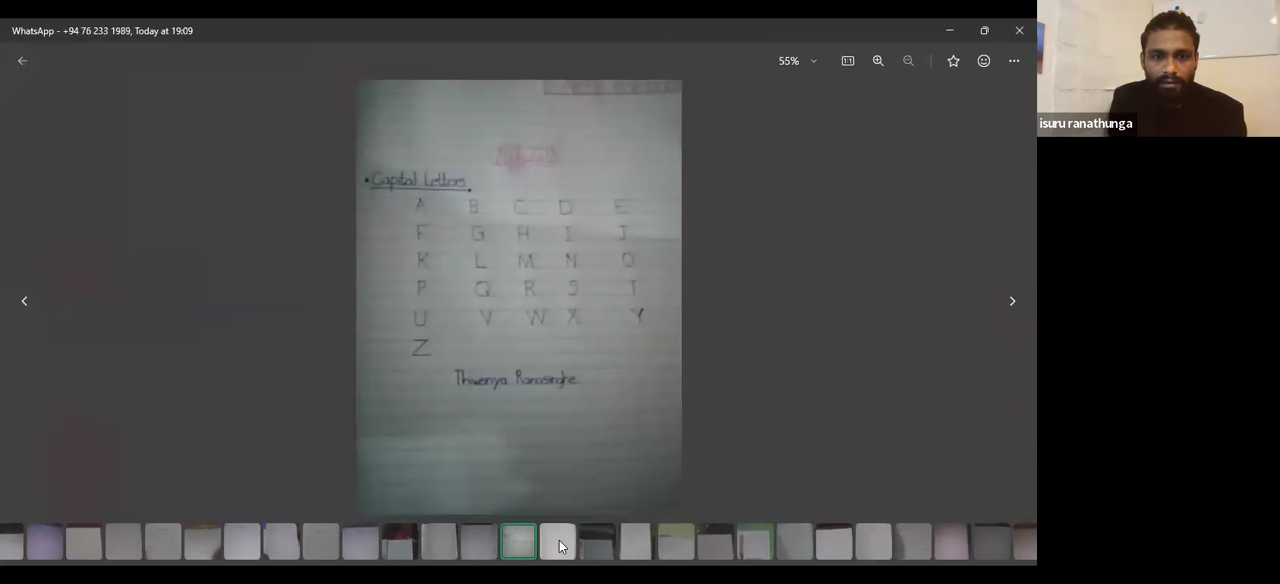 WhatsApp - +94 76 233 1989, Today at 19:09
55%
isuru ranathunga
• Capital Letters.
A B C D E
F G H I J
K L M N O
P Q R S T
U V W X Y
Z
Thiwenya Ranasinghe